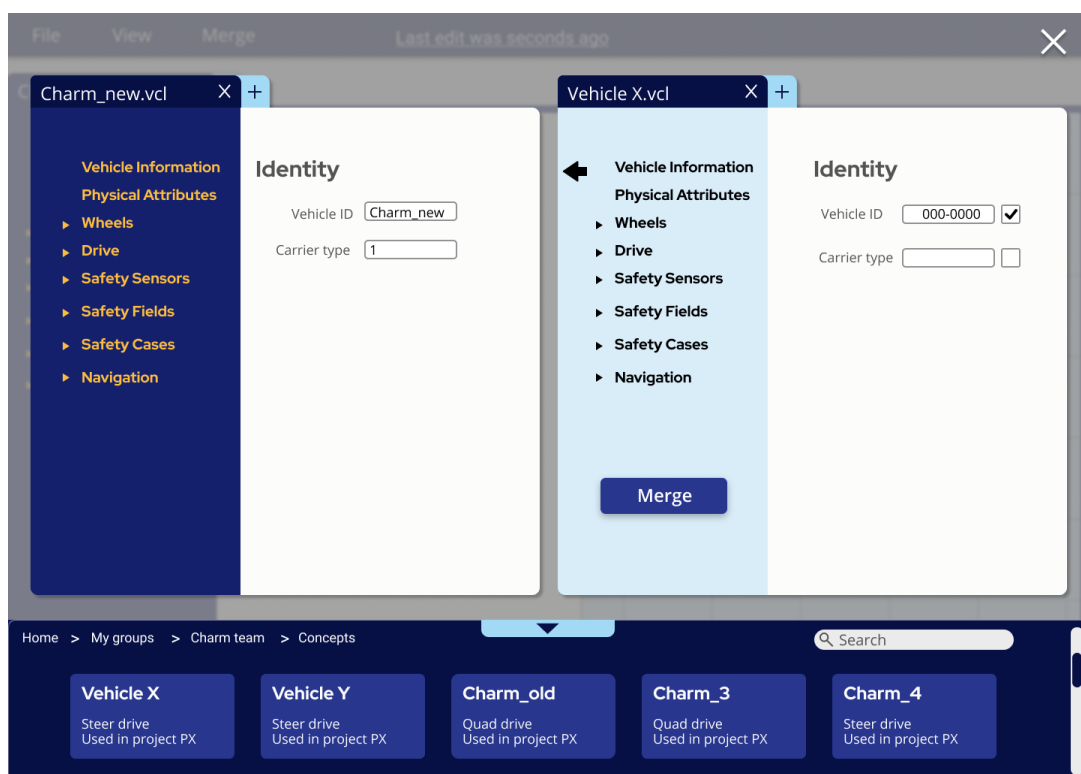 File View Merge Last edit was seconds ago
Charm_new.vcl X +
Vehicle Information
Physical Attributes
Wheels
Drive
Safety Sensors
Safety Fields
Safety Cases
Navigation
Identity
Vehicle ID Charm_new
Carrier type 1
Vehicle X.vcl X +
Vehicle Information
Physical Attributes
Wheels
Drive
Safety Sensors
Safety Fields
Safety Cases
Navigation
Merge
Identity
Vehicle ID 000-0000
Carrier type
Home > My groups > Charm team > Concepts
Search
Vehicle X
Steer drive
Used in project PX
Vehicle Y
Steer drive
Used in project PX
Charm_old
Quad drive
Used in project PX
Charm_3
Quad drive
Used in project PX
Charm_4
Steer drive
Used in project PX